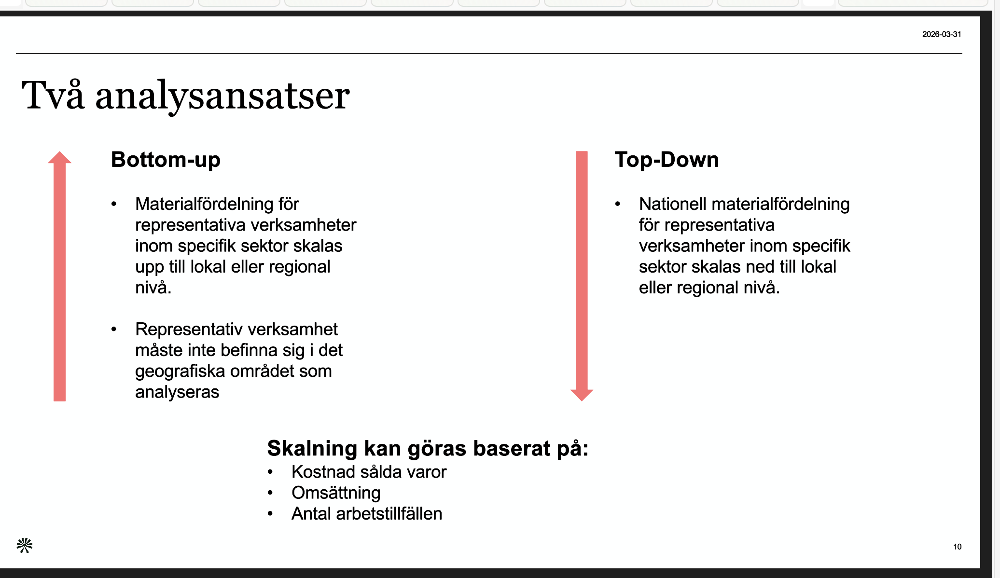 2026-03-31
Två analysansatser
Bottom-up
• Materialfördelning för
representativa verksamheter
inom specifik sektor skalas
upp till lokal eller regional
nivå.
• Representativ verksamhet
måste inte befinna sig i det
geografiska området som
analyseras
Top-Down
• Nationell materialfördelning
för representativa
verksamheter inom specifik
sektor skalas ned till lokal
eller regional nivå.
Skalning kan göras baserat på:
• Kostnad sålda varor
• Omsättning
• Antal arbetstillfällen
10